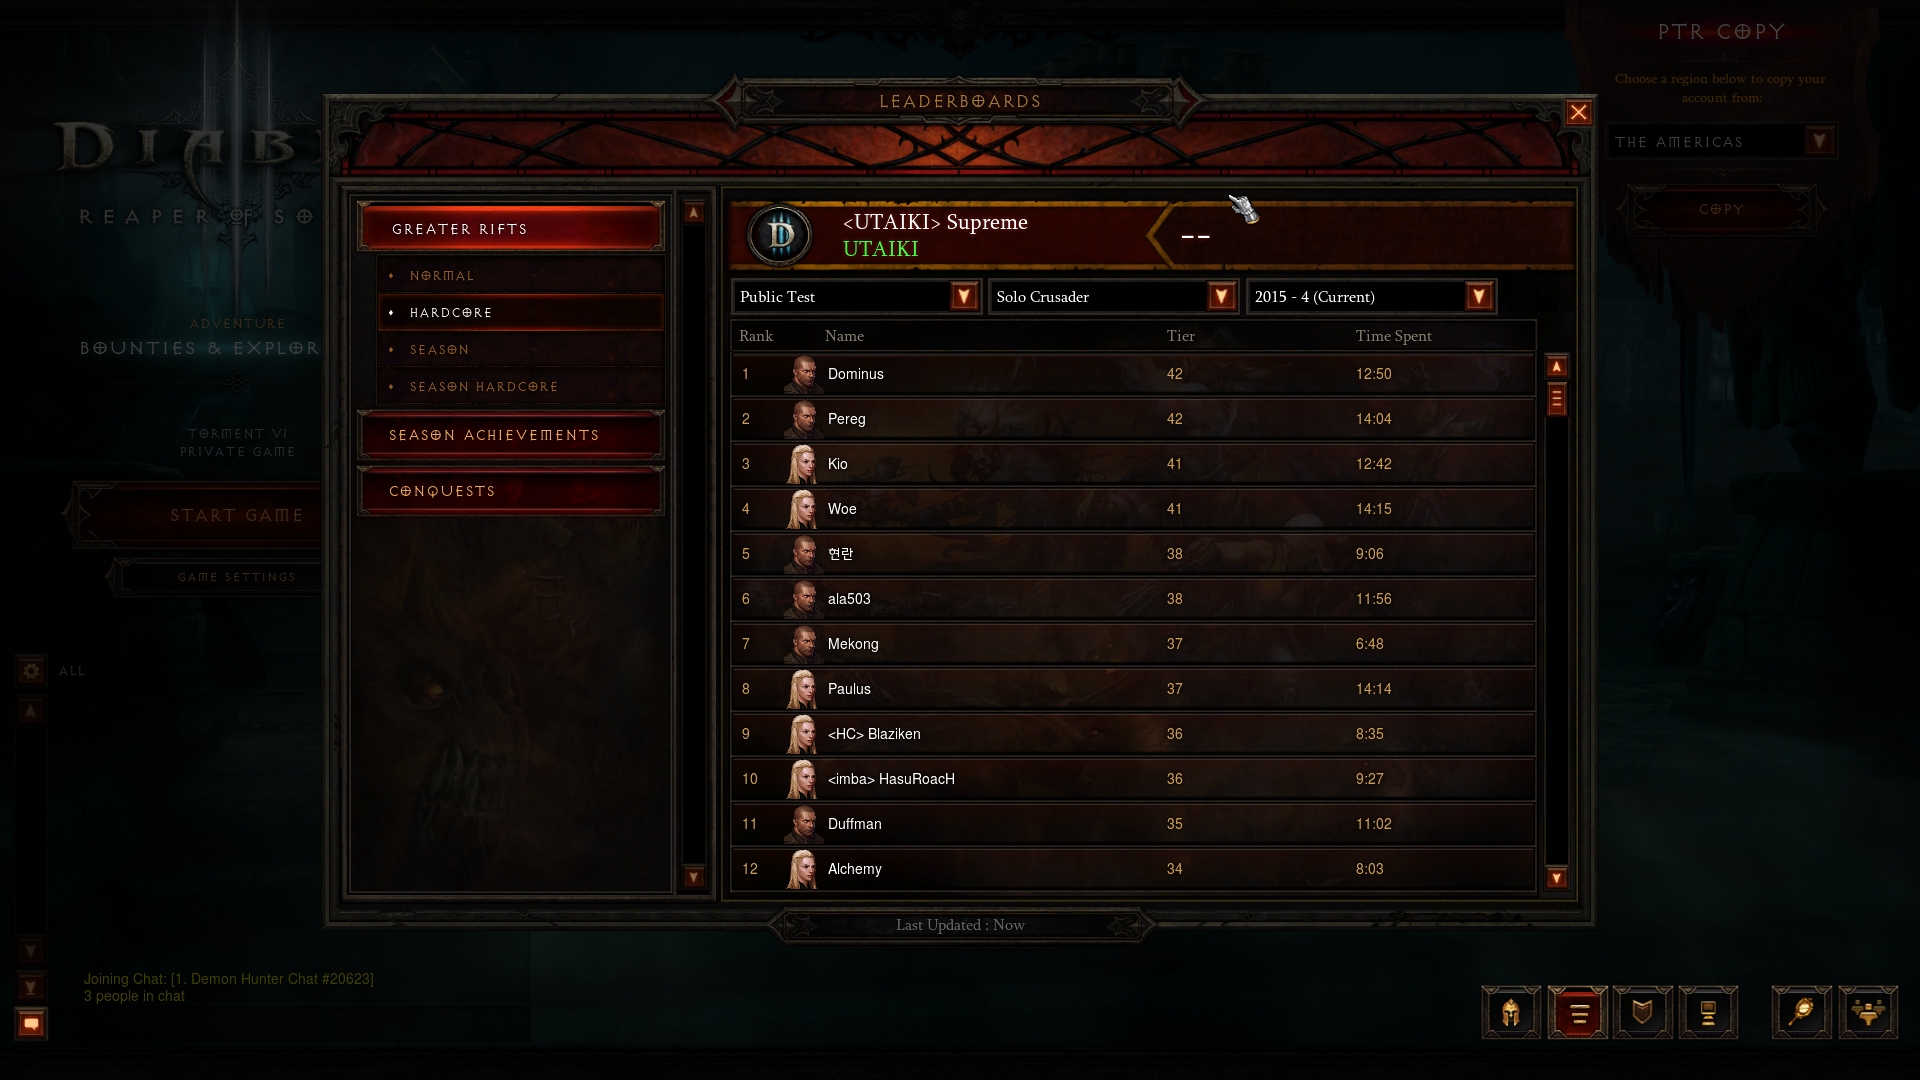 PTR COPY
Choose a region below to copy your
account from:
THE AMERICAS
COPY
DIAB
REAPER OF SO
ADVENTURE
BOUNTIES & EXPLOR
TORMENT VI
PRIVATE GAME
START GAME
GAME SETTINGS
ALL
LEADERBOARDS
GREATER RIFTS
NORMAL
HARDCORE
SEASON
SEASON HARDCORE
SEASON ACHIEVEMENTS
CONQUESTS
D
<UTAIKI> Supreme
UTAIKI
--
Public Test Solo Crusader 2015 - 4 (Current)
Rank Name Tier Time Spent
1 Dominus 42 12:50
2 Pereg 42 14:04
3 Kio 41 12:42
4 Woe 41 14:15
5 현란 38 9:06
6 ala503 38 11:56
7 Mekong 37 6:48
8 Paulus 37 14:14
9 <HC> Blaziken 36 8:35
10 <imba> HasuRoacH 36 9:27
11 Duffman 35 11:02
12 Alchemy 34 8:03
Last Updated : Now
Joining Chat: [1. Demon Hunter Chat #20623]
3 people in chat